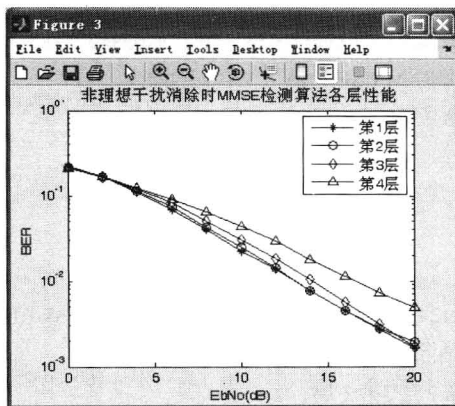 Figure 3
File Edit View Insert Tools Desktop Window Help
非理想干扰消除时MMSE检测算法各层性能
10^0
10^-1
10^-2
10^-3
BER
第1层
第2层
第3层
第4层
0 5 10 15 20
EbNo(dB)